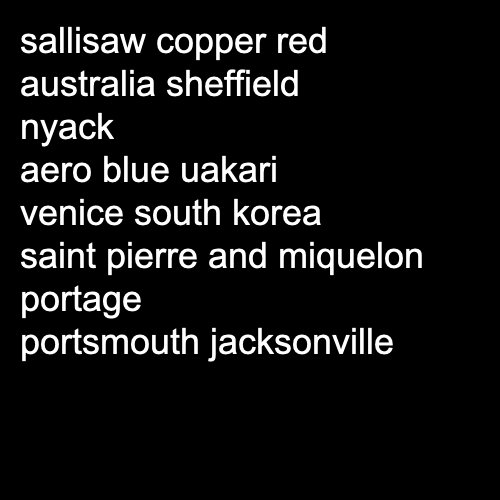 sallisaw copper red
australia sheffield
nyack
aero blue uakari
venice south korea
saint pierre and miquelon
portage
portsmouth jacksonville